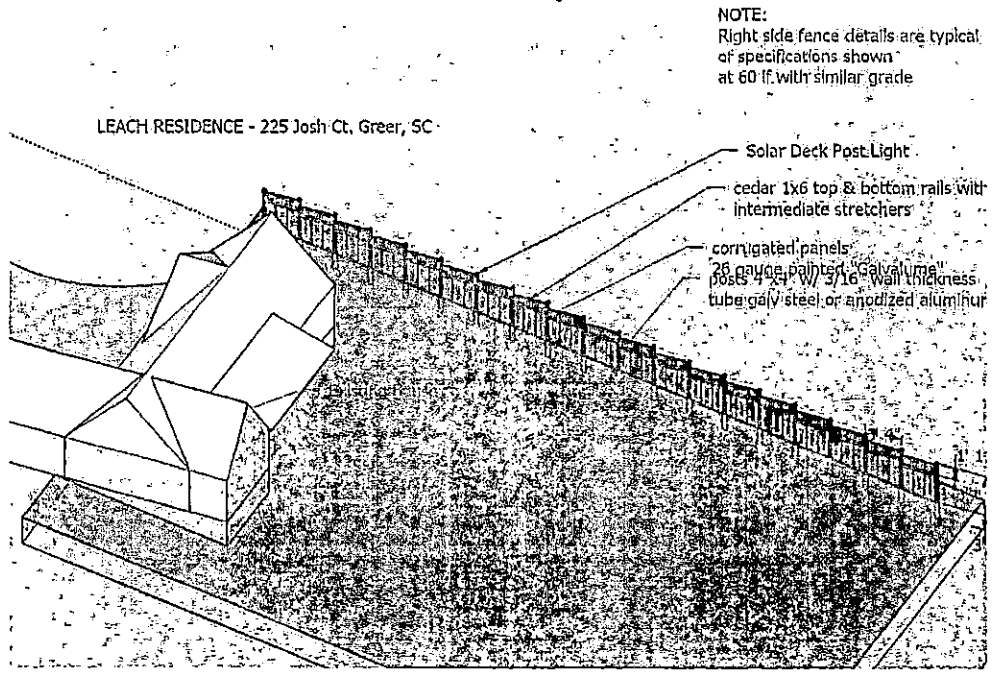 NOTE:
Right side fence details are typical
of specifications shown
at 60 lf. with similar grade
LEACH RESIDENCE - 225 Josh Ct, Greer, SC
Solar Deck Post Light
cedar 1x6 top & bottom rails with
intermediate stretchers
corrugated panels
26 gauge painted "Galvalume"
posts 4"x4" W/ 3/16" Wall thickness
tube galv steel or anodized aluminur